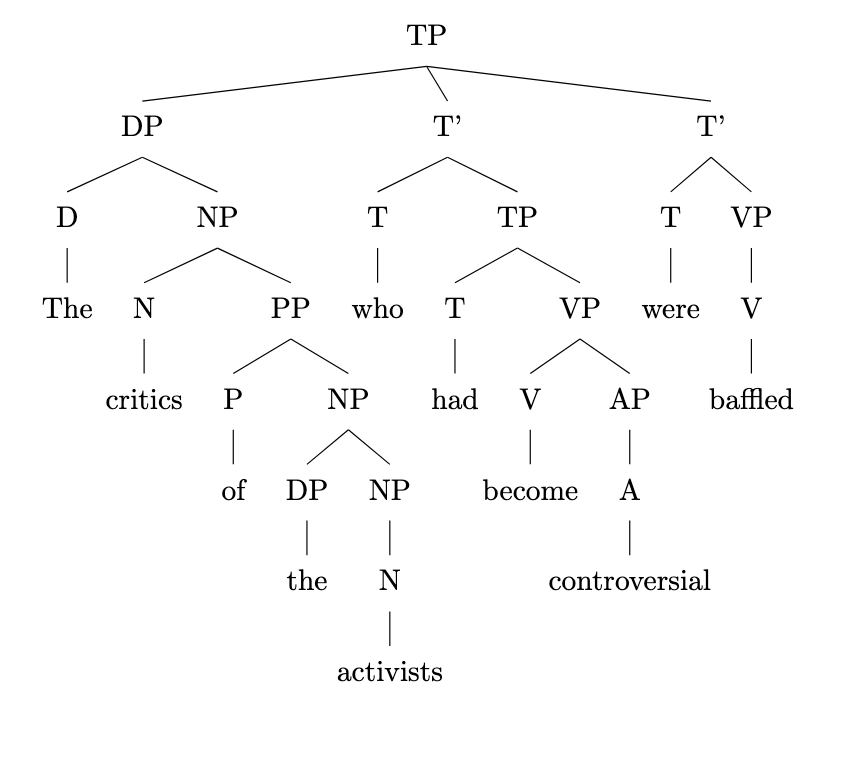 TP
DP T' T'
D NP T TP T VP
The N PP who T VP were V
critics P NP had V AP baffled
of DP NP become A
the N controversial
activists